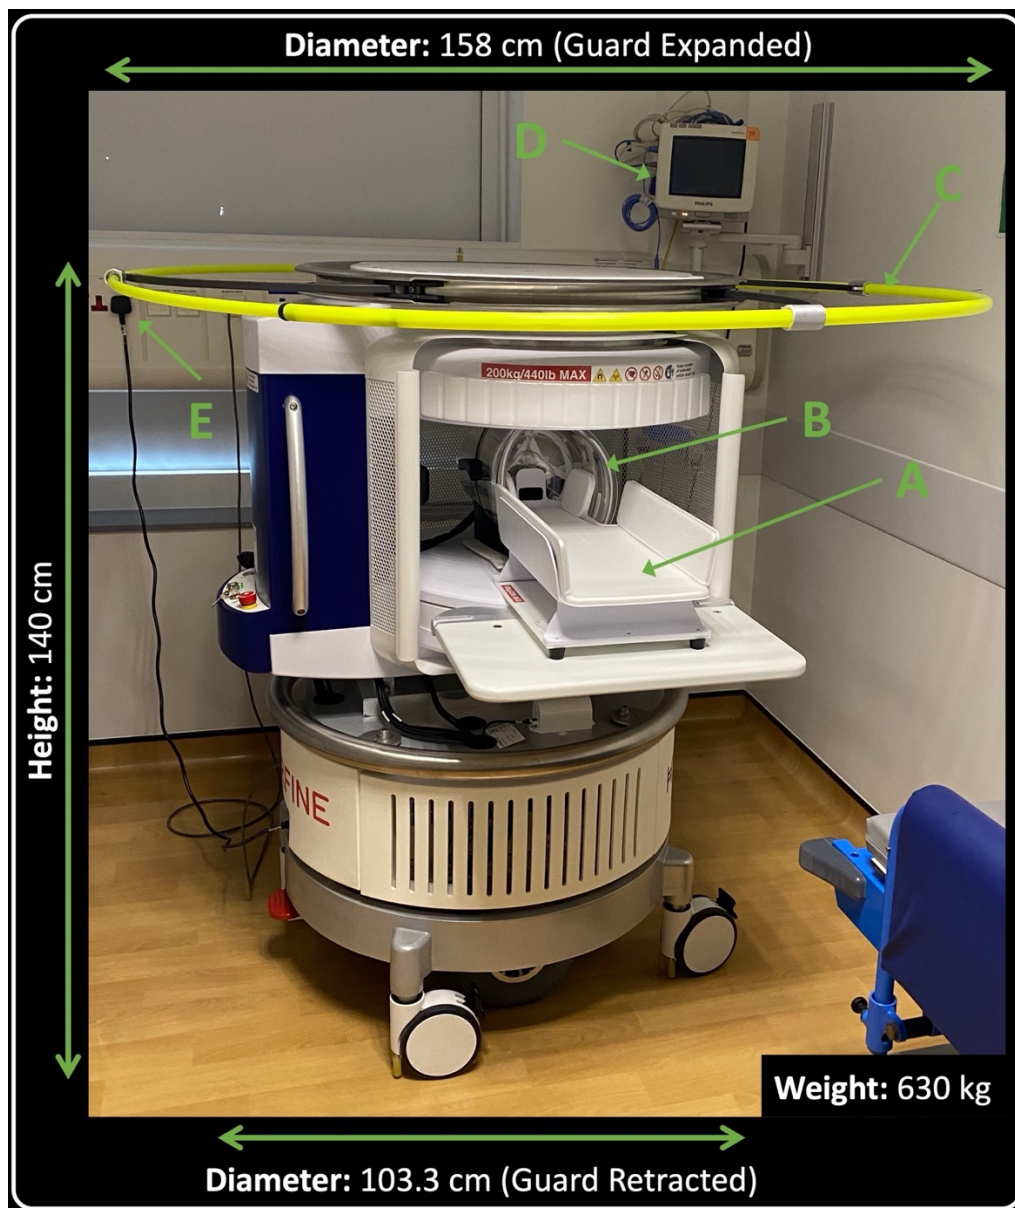 Diameter: 158 cm (Guard Expanded)
D
PHILIPS
C
200kg/440lb MAX
E
B
A
Height: 140 cm
FINE
Weight: 630 kg
Diameter: 103.3 cm (Guard Retracted)